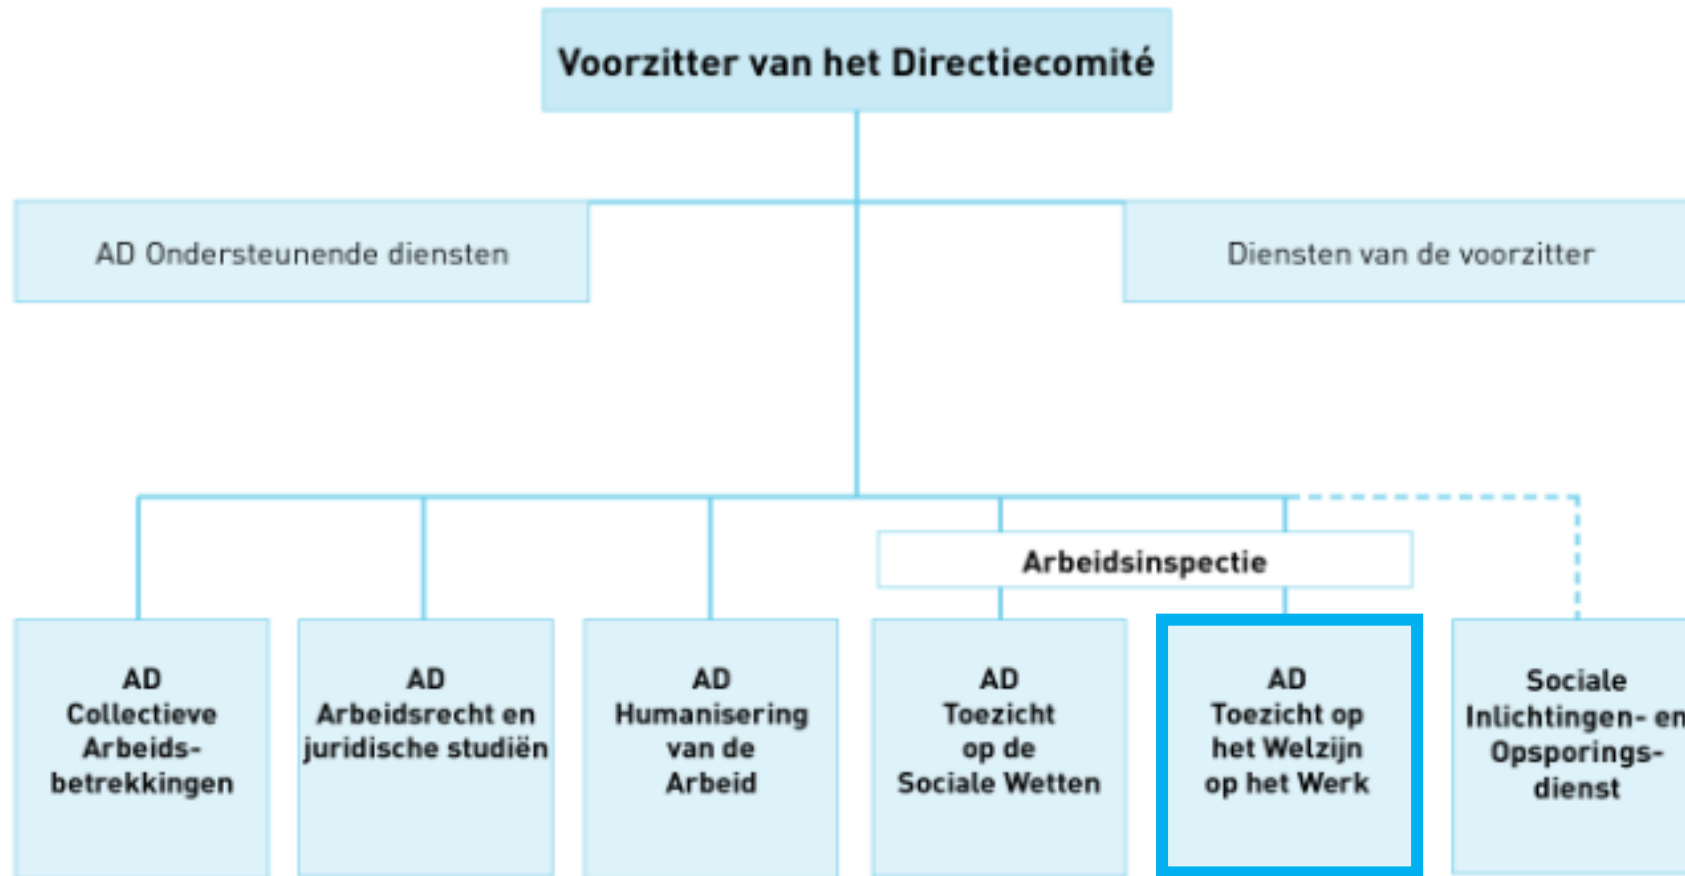 Voorzitter van het Directiecomité
AD Ondersteunende diensten
Diensten van de voorzitter
Arbeidsinspectie
AD
Collectieve
Arbeids-
betrekkingen
AD
Arbeidsrecht en
juridische studiën
AD
Humanisering
van de
Arbeid
AD
Toezicht
op de
Sociale Wetten
AD
Toezicht op
het Welzijn
op het Werk
Sociale
Inlichtingen- en
Opsporings-
dienst